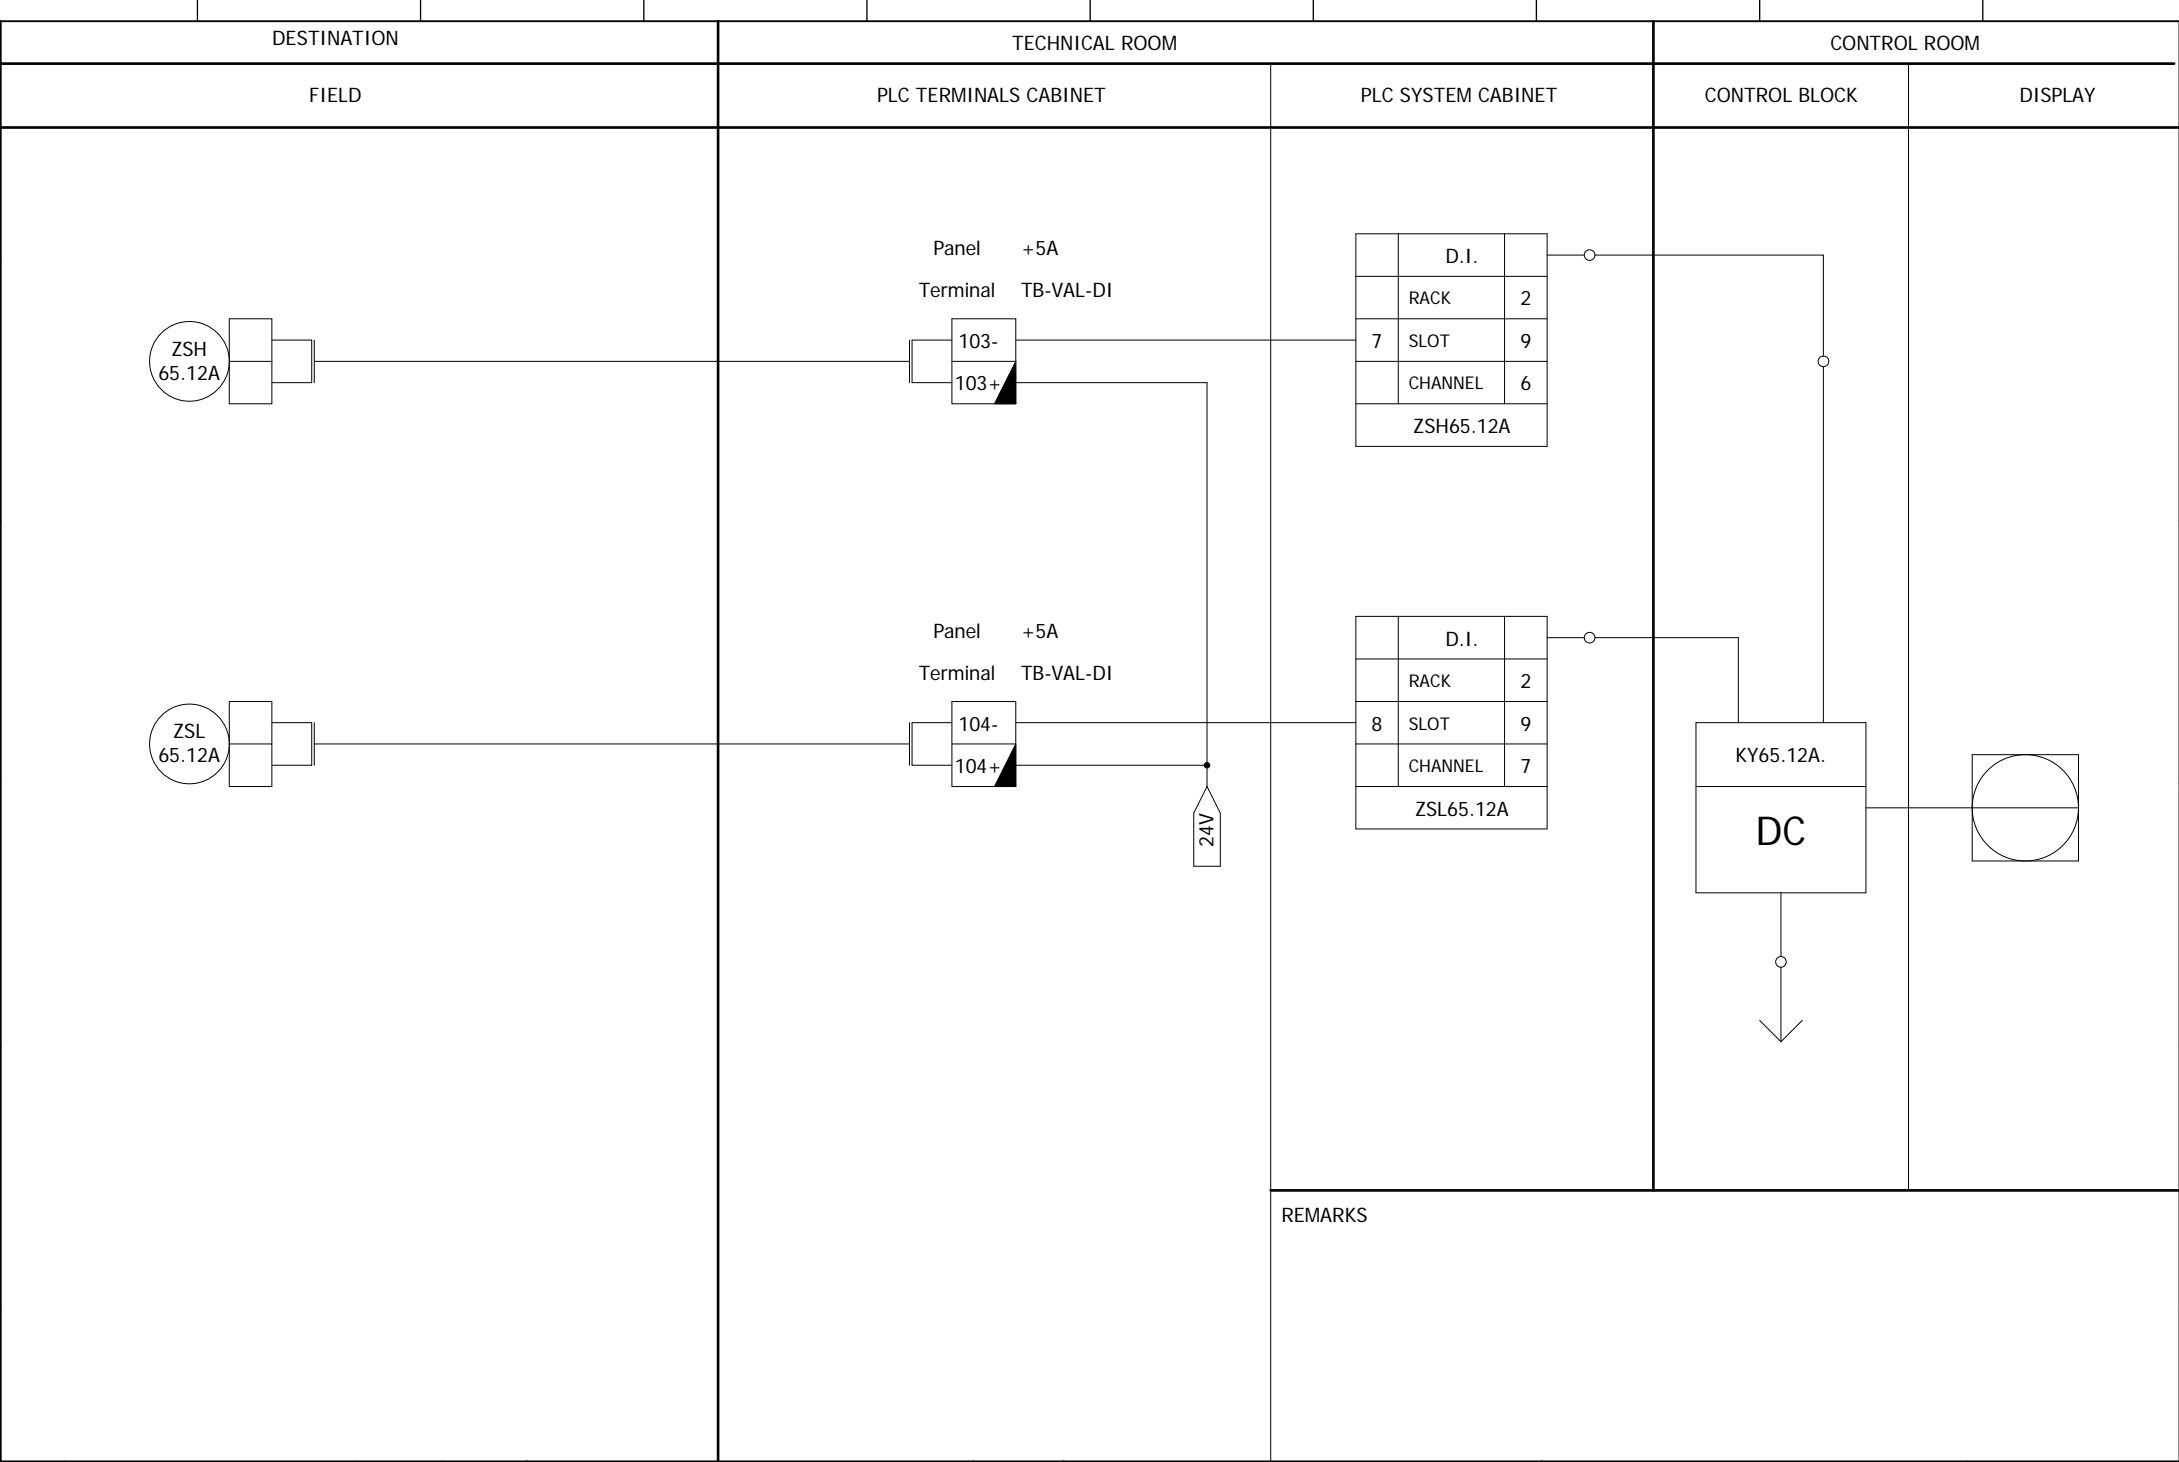 DESTINATION
TECHNICAL ROOM
CONTROL ROOM
FIELD
PLC TERMINALS CABINET
PLC SYSTEM CABINET
CONTROL BLOCK
DISPLAY
ZSH
65.12A
Panel +5A
Terminal TB-VAL-DI
103-
103+
D.I.
RACK 2
7 SLOT 9
CHANNEL 6
ZSH65.12A
ZSL
65.12A
Panel +5A
Terminal TB-VAL-DI
104-
104+
24V
D.I.
RACK 2
8 SLOT 9
CHANNEL 7
ZSL65.12A
KY65.12A.
DC
REMARKS